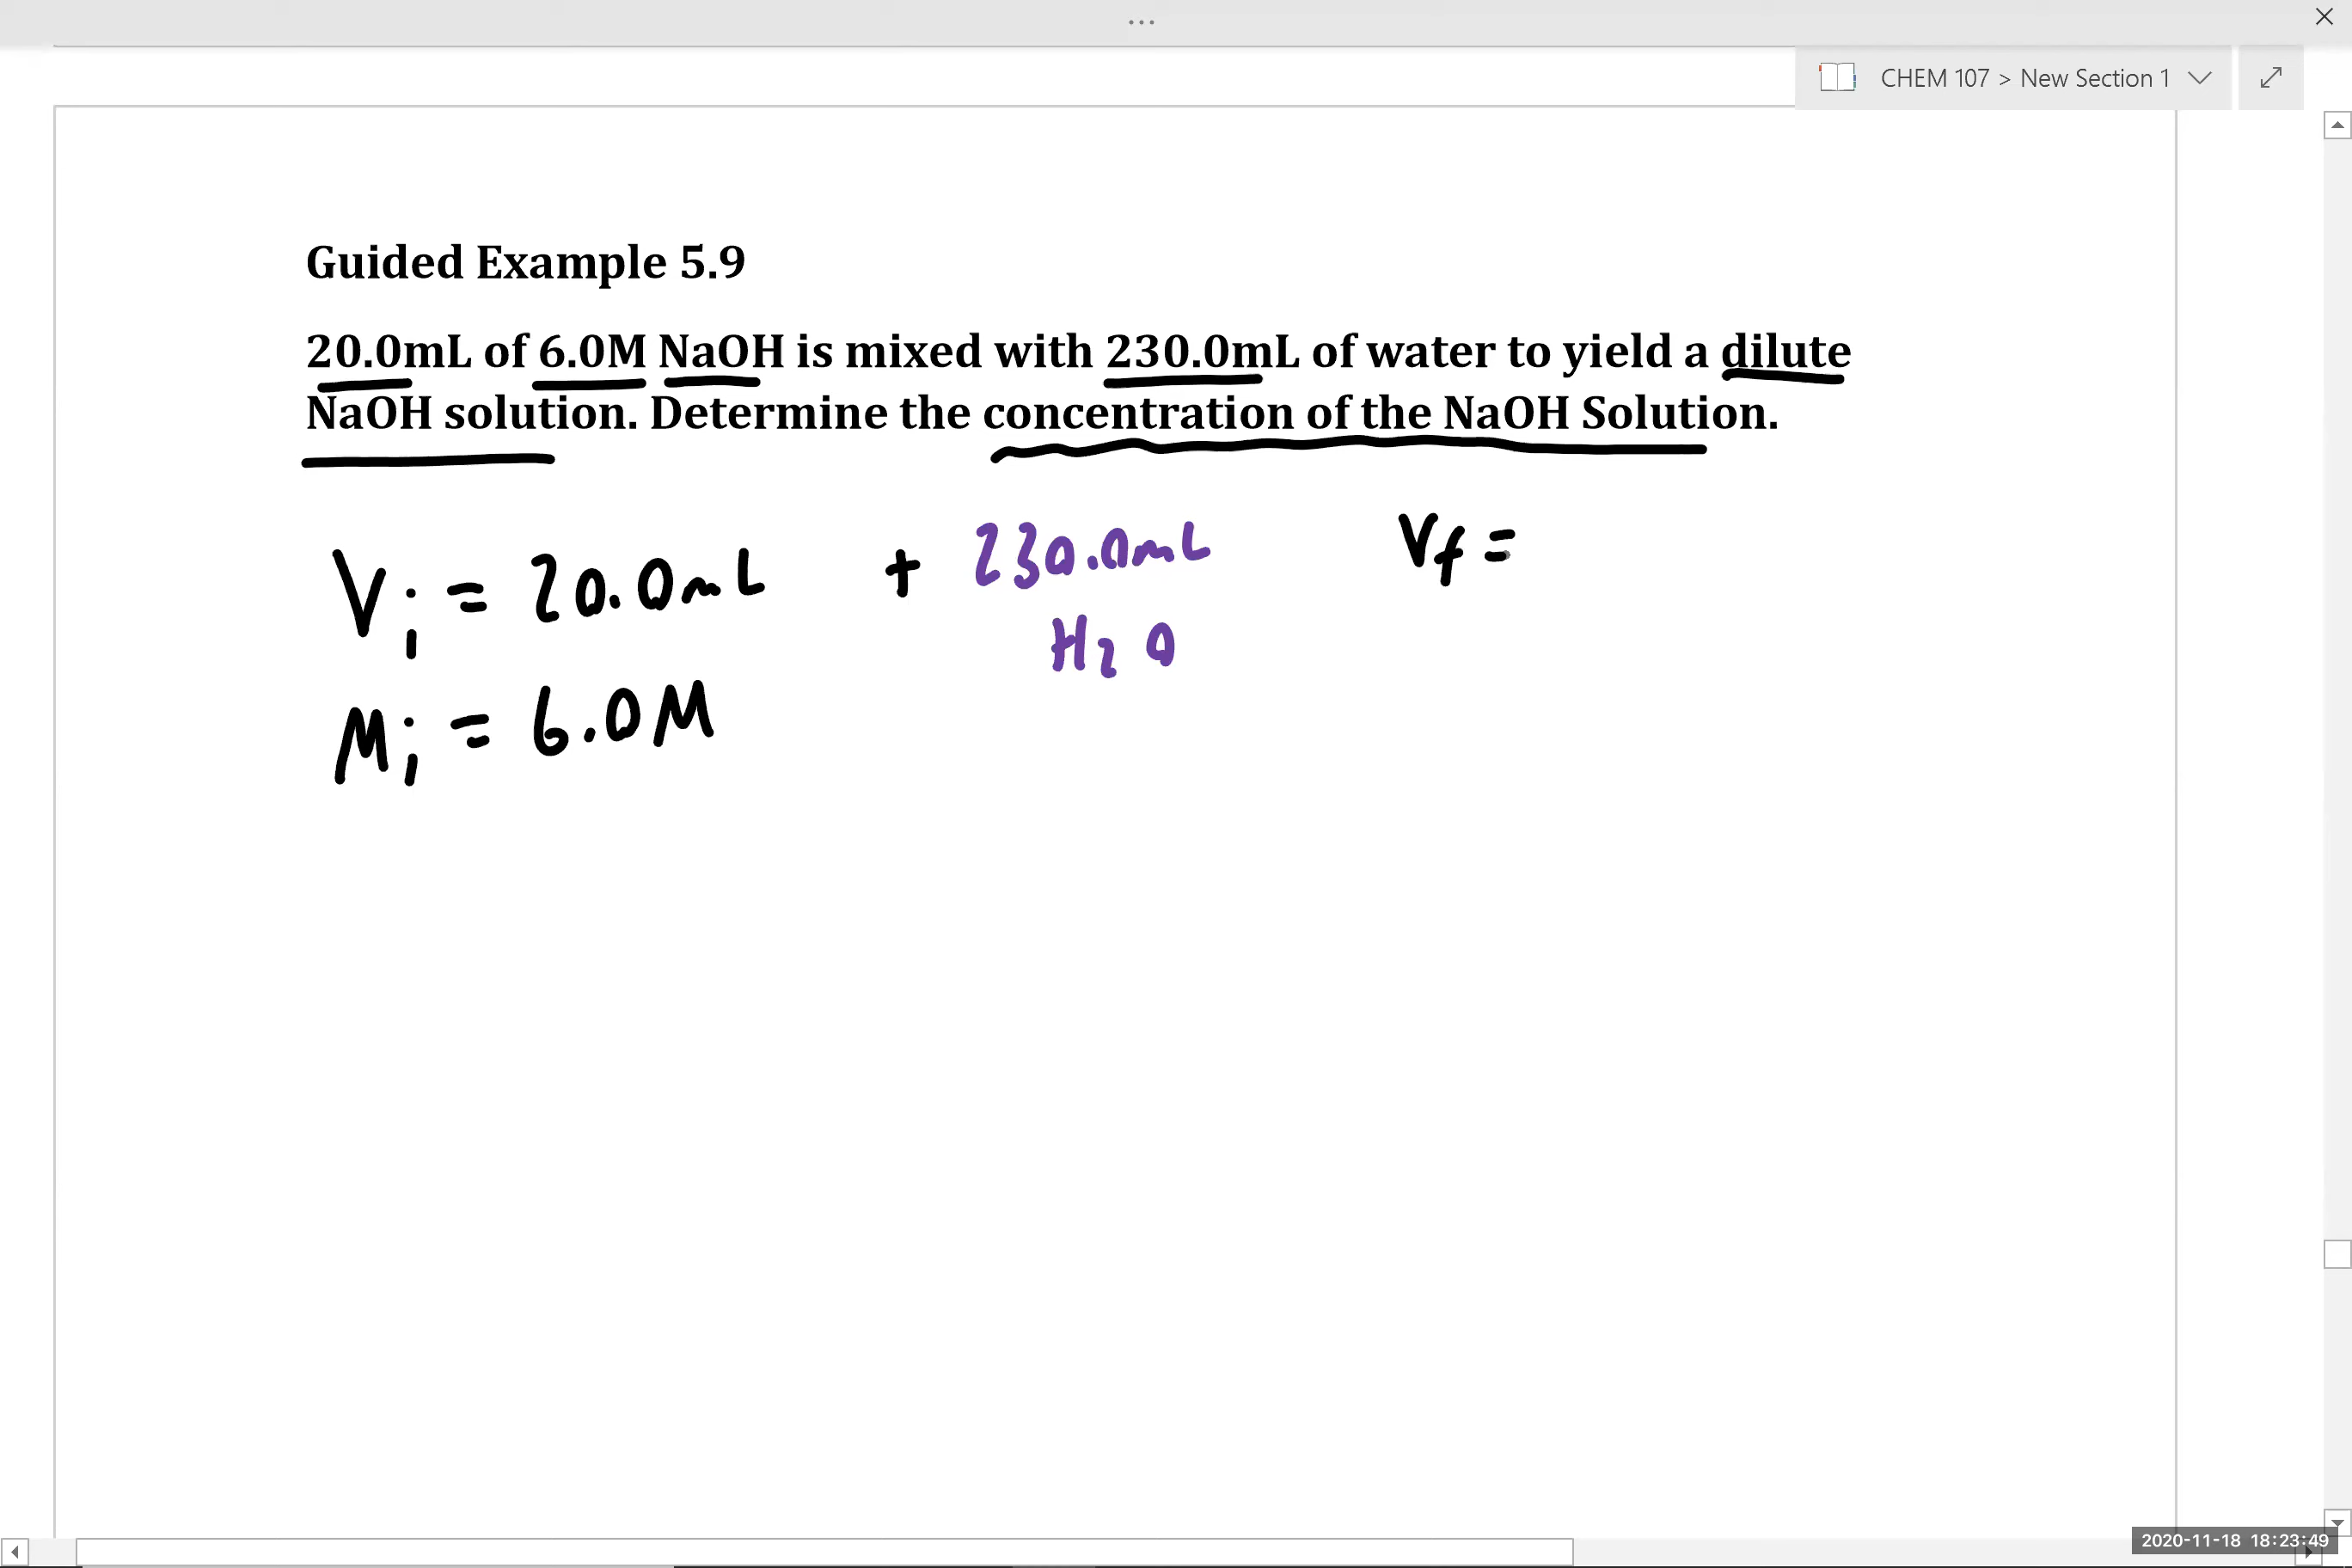 ...
CHEM 107 > New Section 1
Guided Example 5.9
20.0mL of 6.0M NaOH is mixed with 230.0mL of water to yield a dilute
NaOH solution. Determine the concentration of the NaOH Solution.
Vi = 20.0mL + 230.0mL Vf =
H2O
Mi = 6.0M
2020-11-18 18:23:49